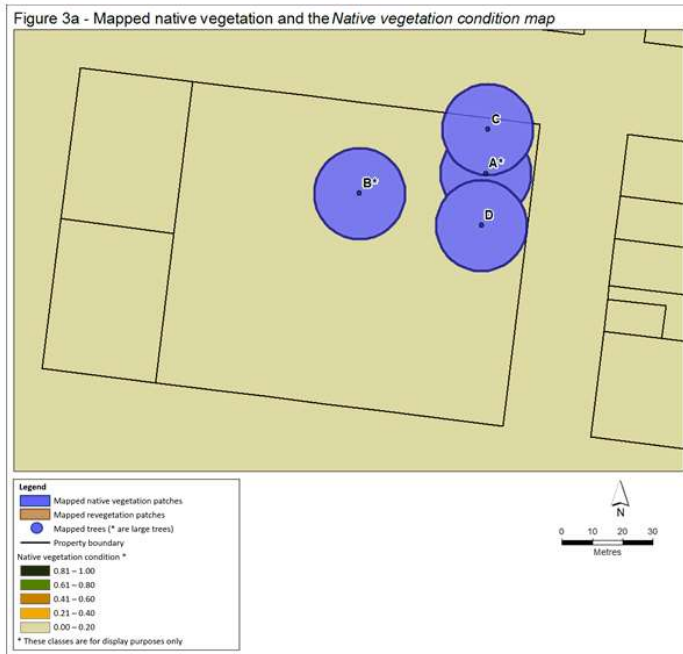 Figure 3a - Mapped native vegetation and the Native vegetation condition map
C
A*
B*
D
Legend
Mapped native vegetation patches
Mapped revegetation patches
Mapped trees (* are large trees)
Property boundary
Native vegetation condition *
0.81 – 1.00
0.61 – 0.80
0.41 – 0.60
0.21 – 0.40
0.00 – 0.20
* These classes are for display purposes only
N
0 10 20 30
Metres